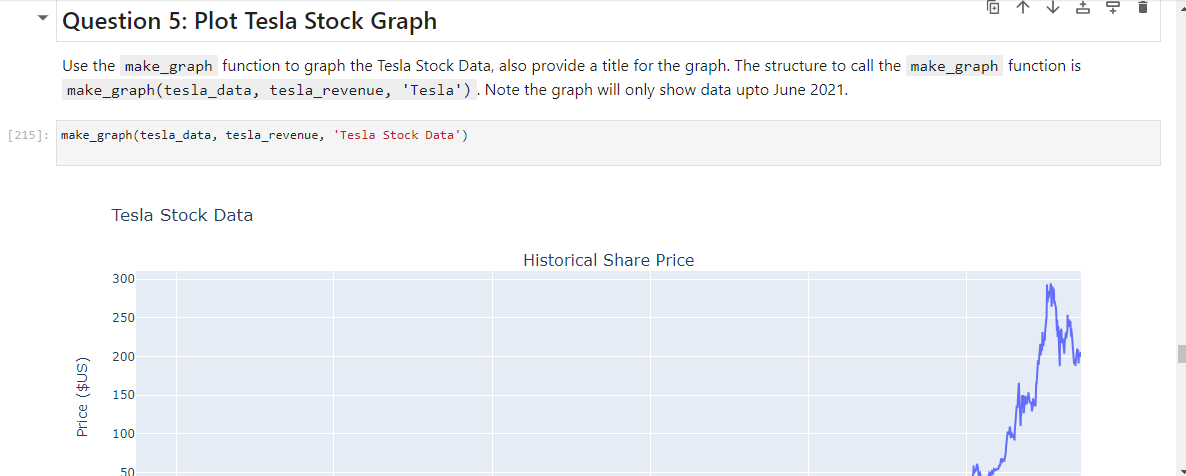 Question 5: Plot Tesla Stock Graph
Use the make_graph function to graph the Tesla Stock Data, also provide a title for the graph. The structure to call the make_graph function is
make_graph(tesla_data, tesla_revenue, 'Tesla') . Note the graph will only show data upto June 2021.
[215]: make_graph(tesla_data, tesla_revenue, 'Tesla Stock Data')
Tesla Stock Data
Historical Share Price
300
250
200
150
100
50
Price ($US)